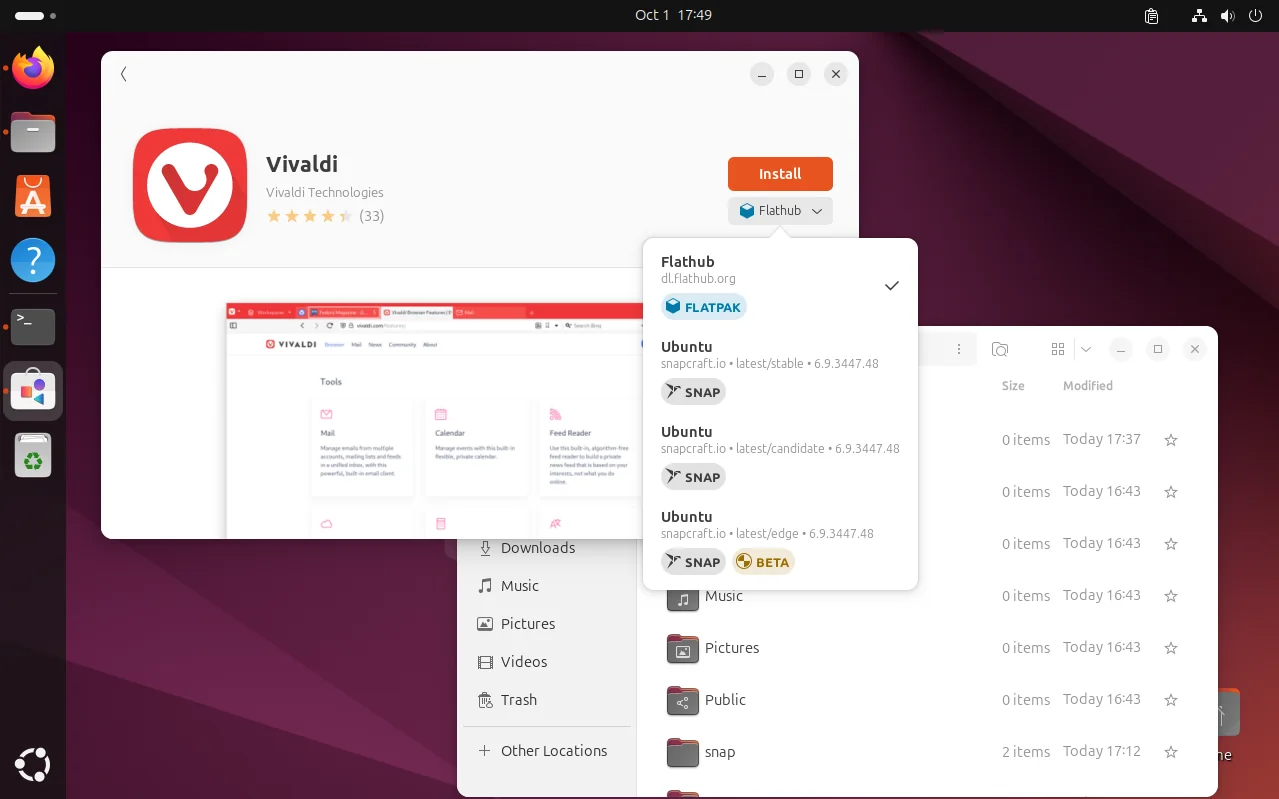 Oct 1 17:49
Vivaldi
Vivaldi Technologies
(33)
Install
Flathub
Flathub
dl.flathub.org
FLATPAK
Ubuntu
snapcraft.io • latest/stable • 6.9.3447.48
SNAP
Ubuntu
snapcraft.io • latest/candidate • 6.9.3447.48
SNAP
Ubuntu
snapcraft.io • latest/edge • 6.9.3447.48
SNAP BETA
VIVALDI Browser Mail News Community About
Tools
Mail
Manage emails from multiple
accounts, mailing lists and feeds
in a unified inbox, with this
powerful, built-in email client.
Calendar
Manage events with this built-in
flexible, private calendar.
Feed Reader
Use this built-in, algorithm-free
feed reader to build a private
news feed that is based on your
interests, not what you do
online.
Size Modified
0 items Today 17:37
0 items Today 16:43
0 items Today 16:43
Downloads
Music
Pictures
Videos
Trash
Other Locations
Music 0 items Today 16:43
Pictures 0 items Today 16:43
Public 0 items Today 16:43
snap 2 items Today 17:12